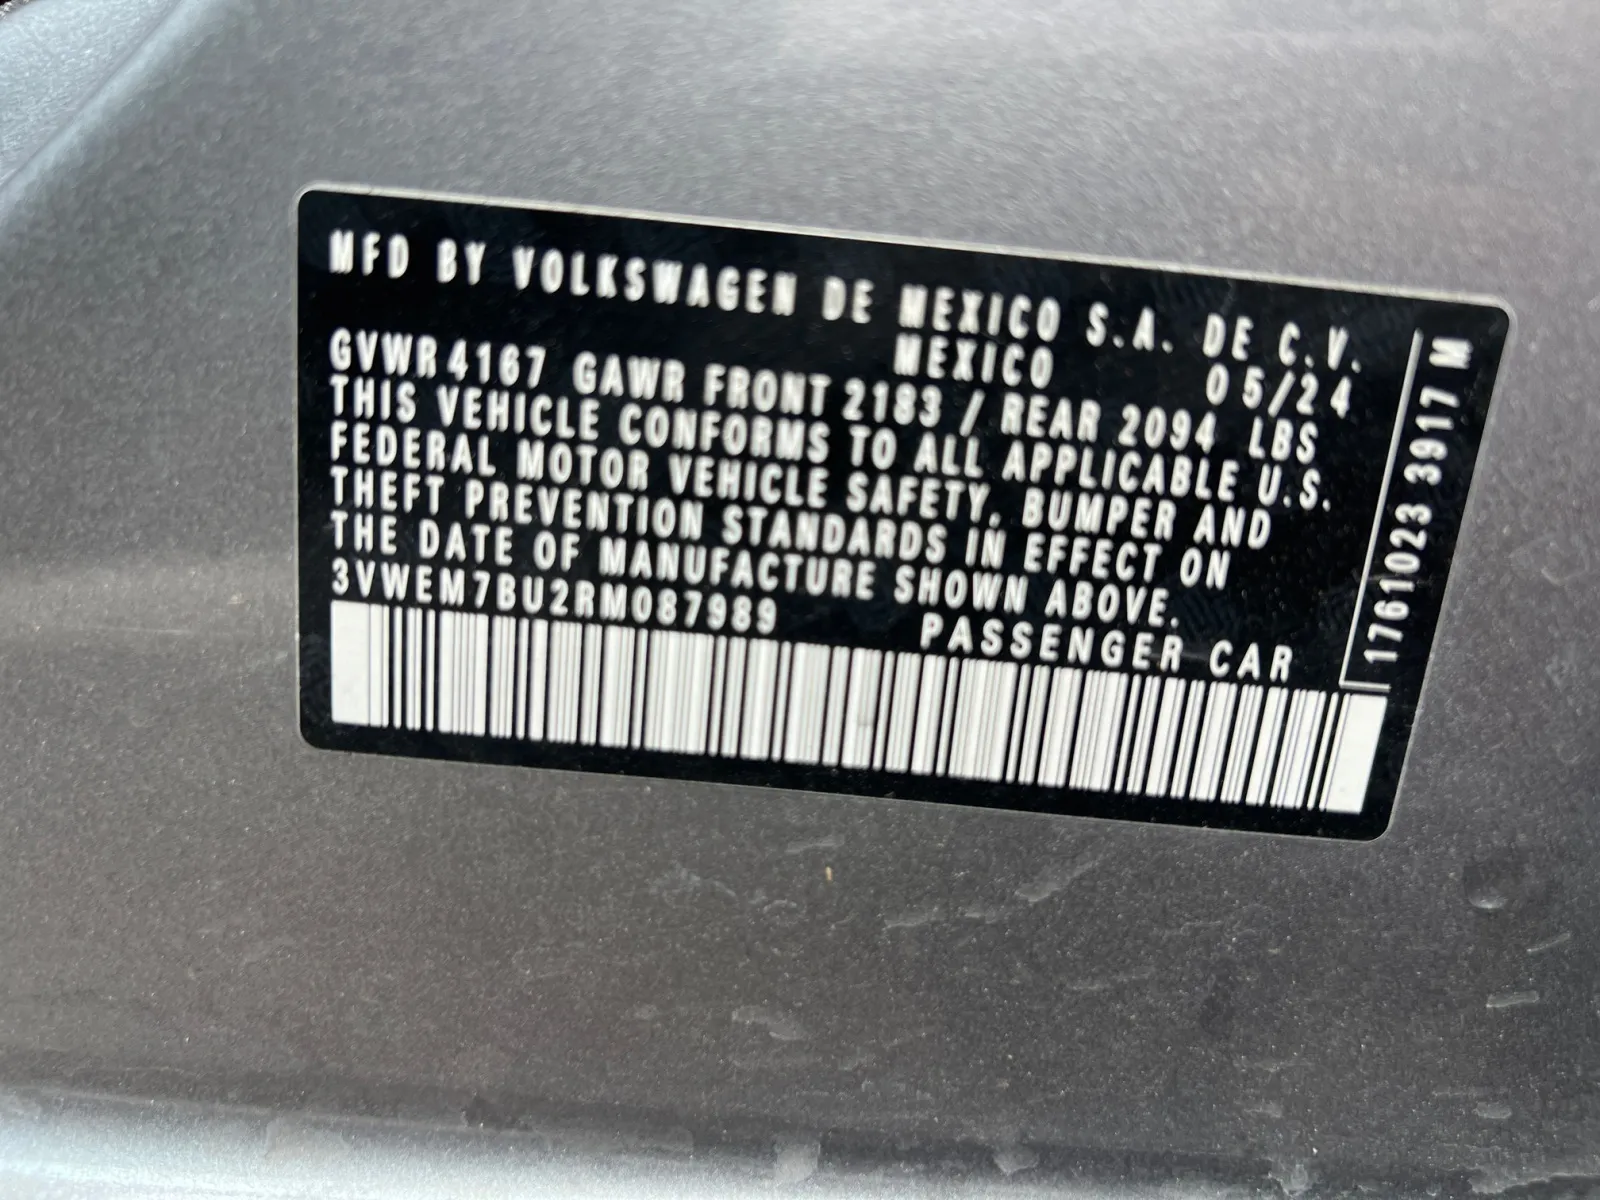 MFD BY VOLKSWAGEN DE MEXICO S.A. DE C.V.
MEXICO 05/24
GVWR 4167 GAWR FRONT 2183 / REAR 2094 LBS
THIS VEHICLE CONFORMS TO ALL APPLICABLE U.S.
FEDERAL MOTOR VEHICLE SAFETY, BUMPER AND
THEFT PREVENTION STANDARDS IN EFFECT ON
THE DATE OF MANUFACTURE SHOWN ABOVE.
3VWEM7BU2RM087989 PASSENGER CAR
1761023 3917 M